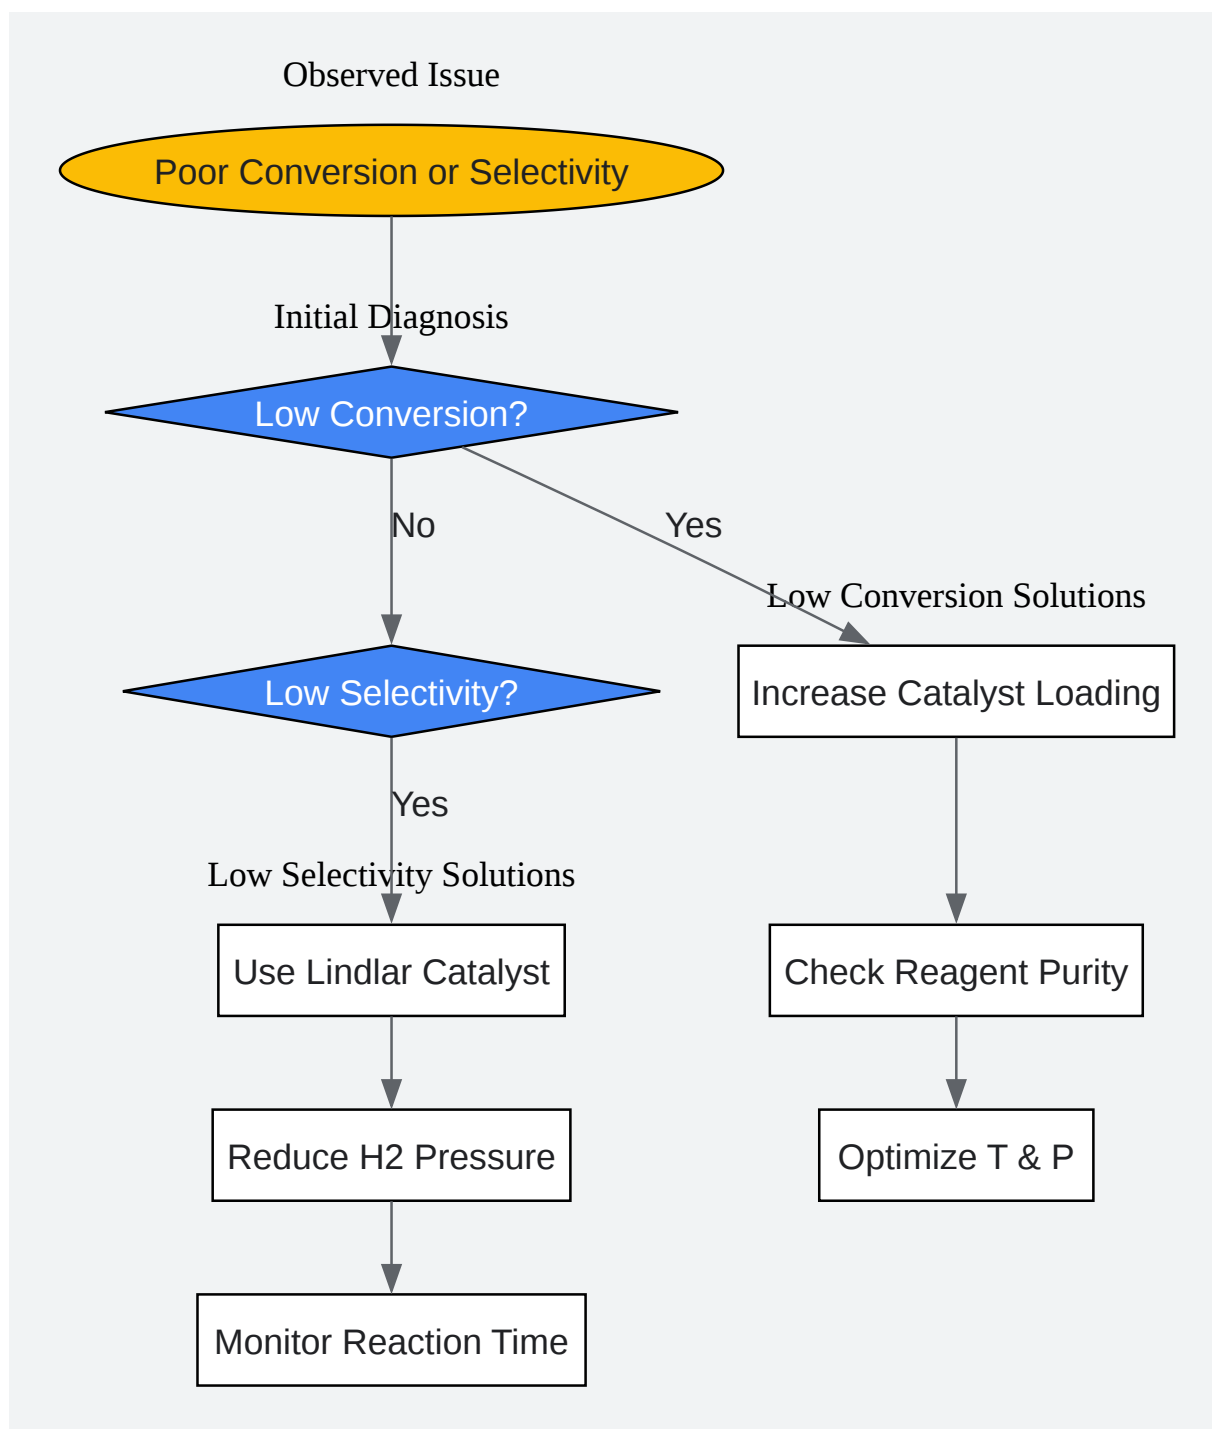 Observed Issue
Poor Conversion or Selectivity
Initial Diagnosis
Low Conversion?
No
Yes
Low Conversion Solutions
Low Selectivity?
Increase Catalyst Loading
Yes
Low Selectivity Solutions
Use Lindlar Catalyst
Check Reagent Purity
Reduce H2 Pressure
Optimize T & P
Monitor Reaction Time